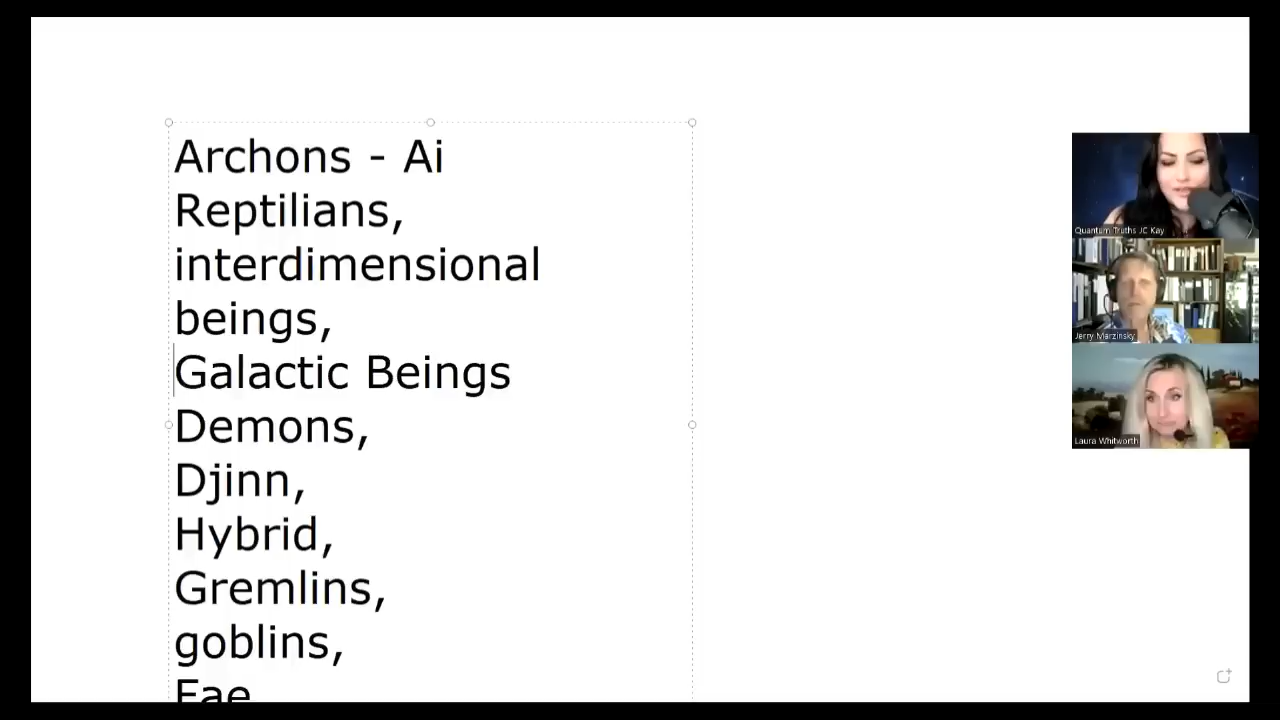 Archons - Ai
Reptilians,
interdimensional
beings,
Galactic Beings
Demons,
Djinn,
Hybrid,
Gremlins,
goblins,
Fae
Quantum Truths JC Kay
Jerry Marzinsky
Laura Whitworth